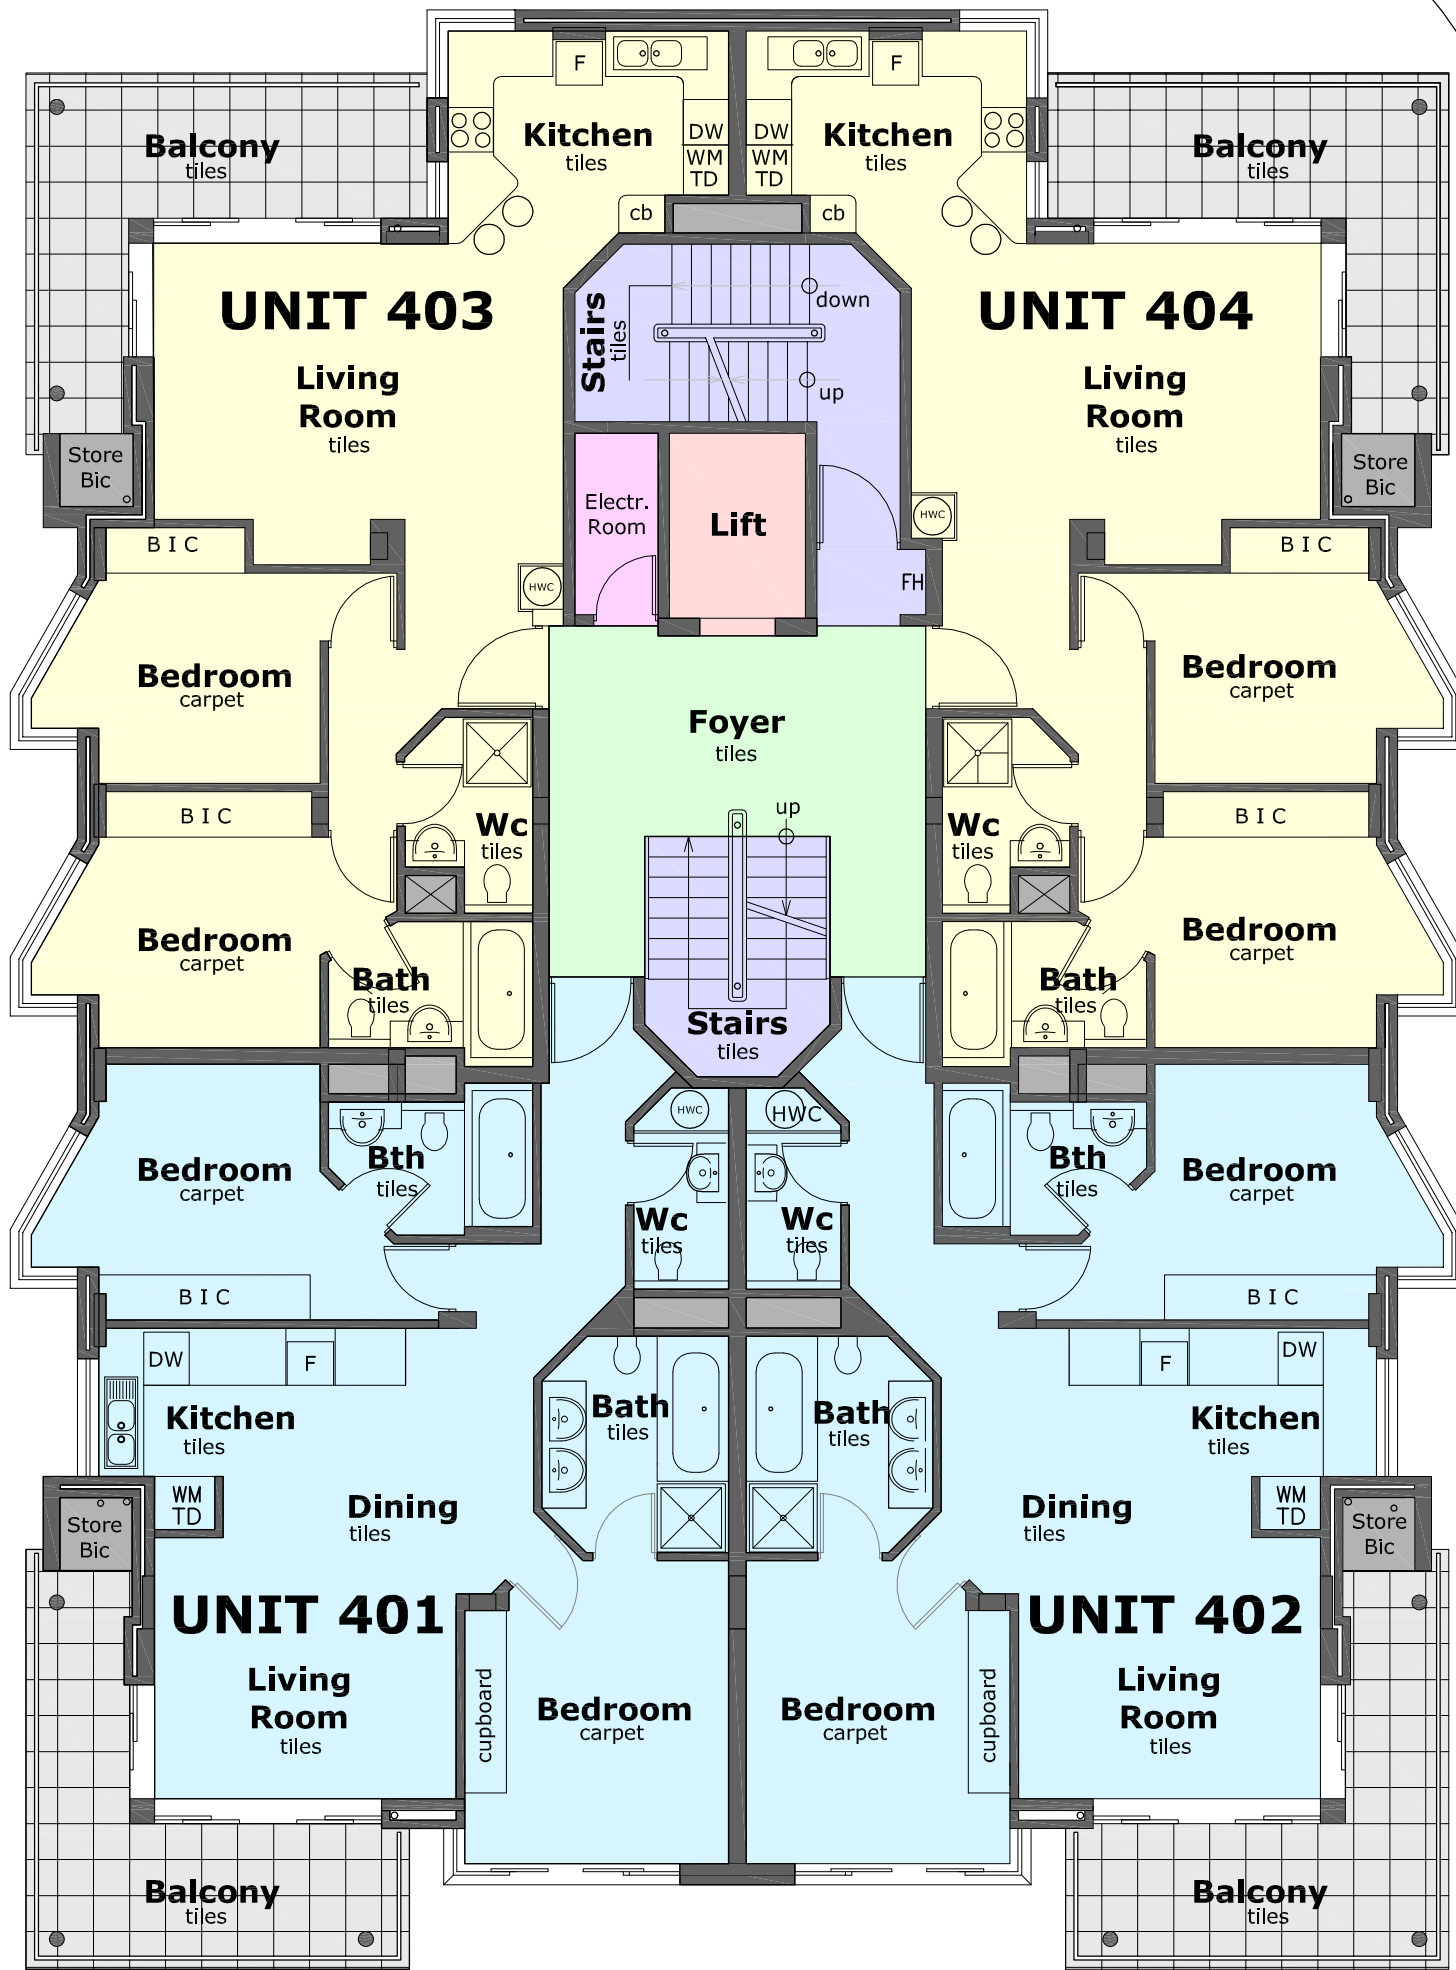 F
F
Kitchen
tiles
DW
WM
TD
DW
WM
TD
Kitchen
tiles
Balcony
tiles
Balcony
tiles
cb
cb
UNIT 403
Living
Room
tiles
Stairs
tiles
down
up
UNIT 404
Living
Room
tiles
Store
Bic
Electr.
Room
Lift
HWC
Store
Bic
BIC
HWC
FH
BIC
Bedroom
carpet
Foyer
tiles
Bedroom
carpet
BIC
Wc
tiles
up
Wc
tiles
BIC
Bedroom
carpet
Bath
tiles
Stairs
tiles
Bath
tiles
Bedroom
carpet
HWC
HWC
Bedroom
carpet
Bth
tiles
Wc
tiles
Wc
tiles
Bth
tiles
Bedroom
carpet
BIC
BIC
DW
F
F
DW
Kitchen
tiles
Bath
tiles
Bath
tiles
Kitchen
tiles
WM
TD
Dining
tiles
Dining
tiles
WM
TD
Store
Bic
Store
Bic
UNIT 401
Living
Room
tiles
cupboard
Bedroom
carpet
Bedroom
carpet
cupboard
UNIT 402
Living
Room
tiles
Balcony
tiles
Balcony
tiles